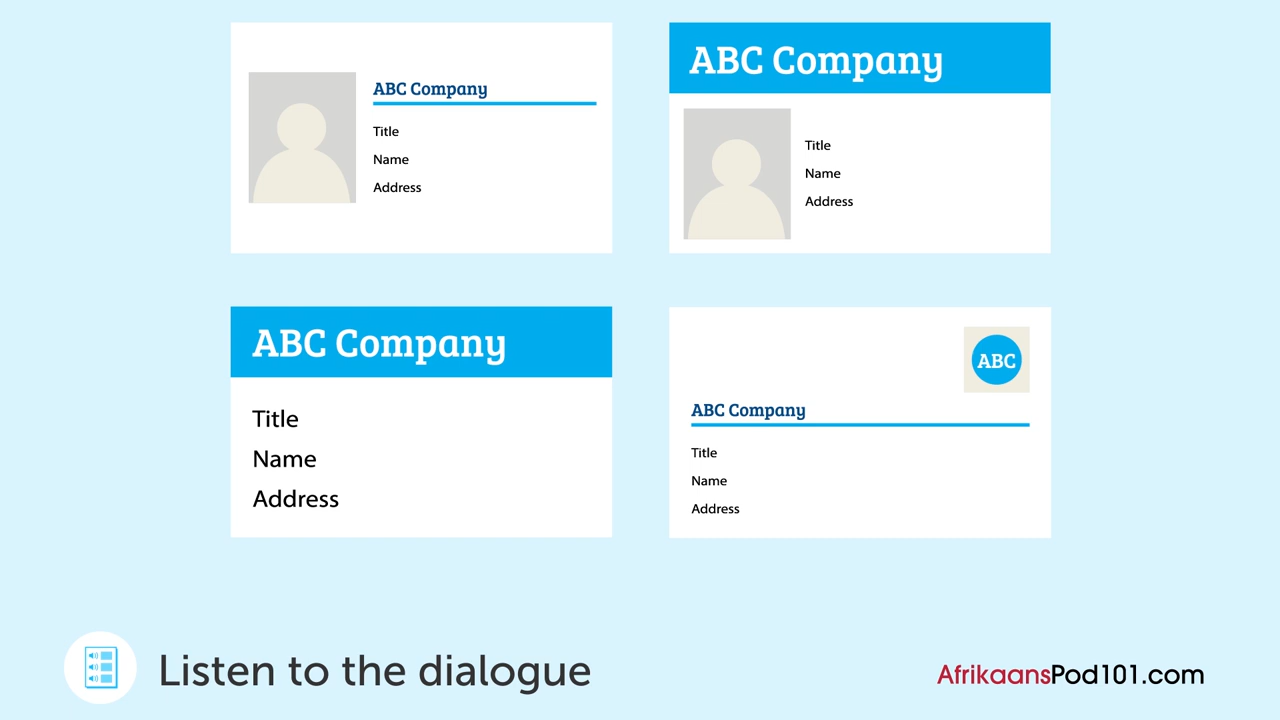 ABC Company
Title
Name
Address
ABC Company
Title
Name
Address
ABC Company
Title
Name
Address
ABC
ABC Company
Title
Name
Address
Listen to the dialogue
AfrikaansPod101.com